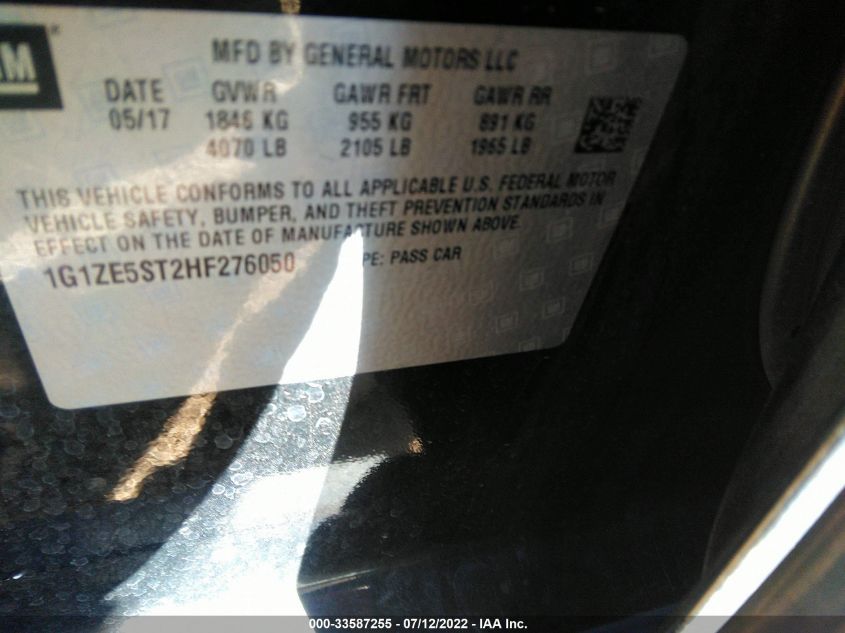 GM
MFD BY GENERAL MOTORS LLC
DATE GVWR GAWR FRT GAWR RR
05/17 1846 KG 955 KG 891 KG
4070 LB 2105 LB 1965 LB
THIS VEHICLE CONFORMS TO ALL APPLICABLE U.S. FEDERAL MOTOR
VEHICLE SAFETY, BUMPER, AND THEFT PREVENTION STANDARDS IN
EFFECT ON THE DATE OF MANUFACTURE SHOWN ABOVE.
1G1ZE5ST2HF276050 PE: PASS CAR
000-33587255 - 07/12/2022 - IAA Inc.